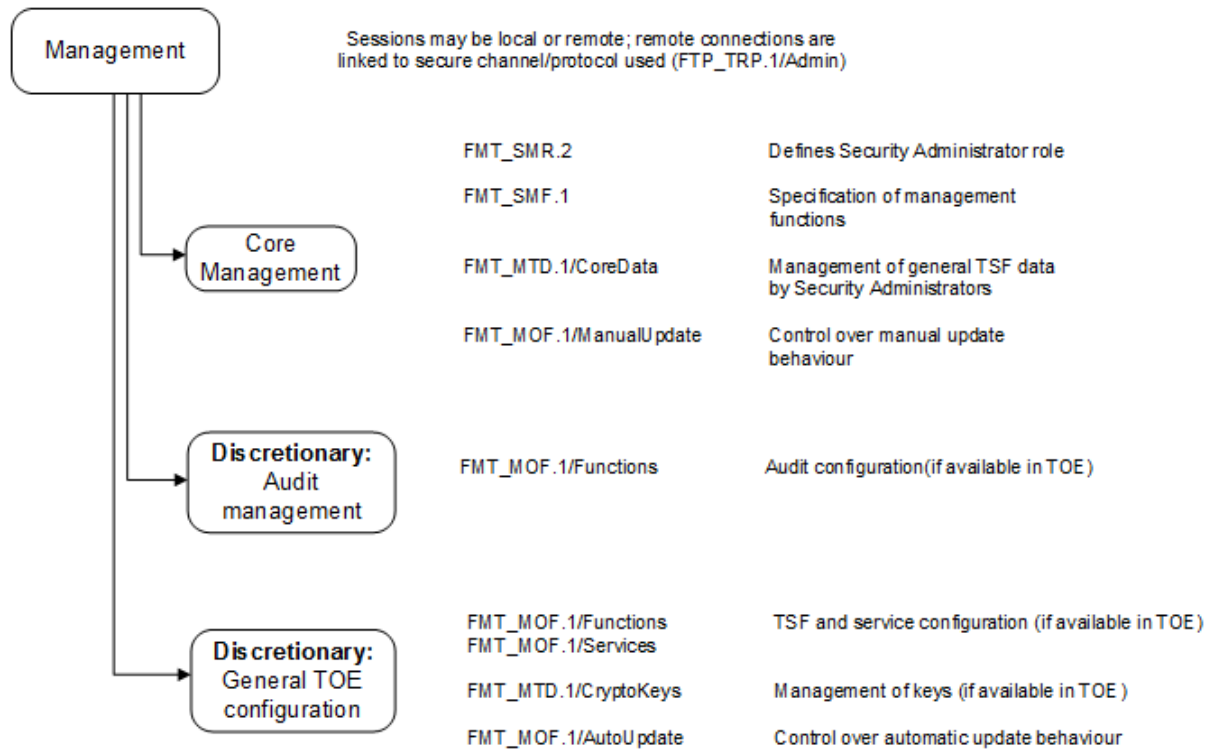 Management
Sessions may be local or remote; remote connections are
linked to secure channel/protocol used (FTP_TRP.1/Admin)
FMT_SMR.2 Defines Security Administrator role
FMT_SMF.1 Specification of management
functions
Core
Management
FMT_MTD.1/CoreData Management of general TSF data
by Security Administrators
FMT_MOF.1/ManualUpdate Control over manual update
behaviour
Discretionary:
Audit
management
FMT_MOF.1/Functions Audit configuration(if available in TOE)
Discretionary:
General TOE
configuration
FMT_MOF.1/Functions TSF and service configuration (if available in TOE)
FMT_MOF.1/Services
FMT_MTD.1/CryptoKeys Management of keys (if available in TOE)
FMT_MOF.1/AutoUpdate Control over automatic update behaviour